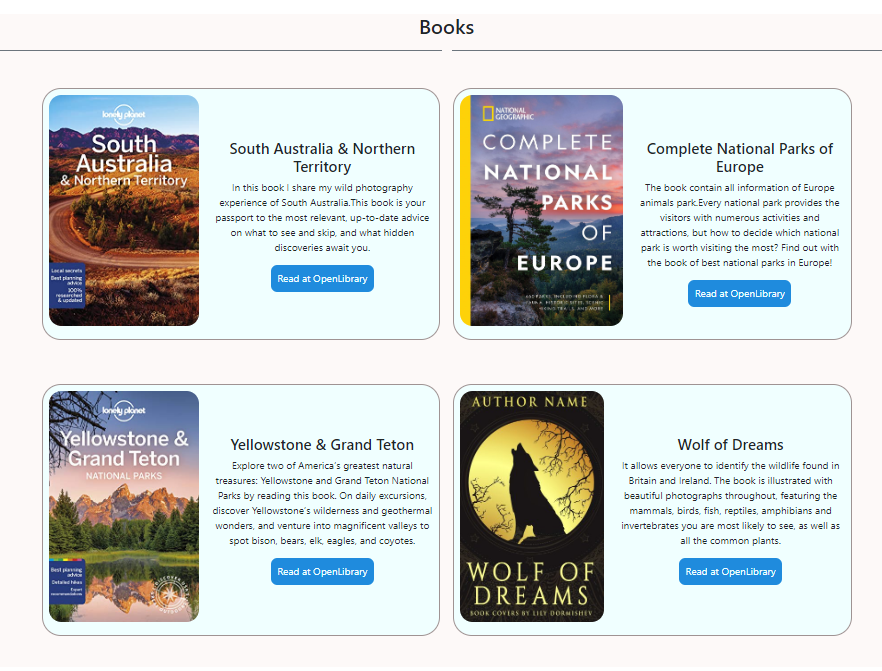 Books
lonely planet
South
Australia
& Northern Territory
Local secrets
Best planning
advice
100%
researched
& updated
South Australia & Northern
Territory
In this book I share my wild photography
experience of South Australia.This book is your
passport to the most relevant, up-to-date advice
on what to see and skip, and what hidden
discoveries await you.
Read at OpenLibrary
NATIONAL
GEOGRAPHIC
COMPLETE
NATIONAL
PARKS
OF
EUROPE
Complete National Parks of
Europe
The book contain all information of Europe
animals park.Every national park provides the
visitors with numerous activities and
attractions, but how to decide which national
park is worth visiting the most? Find out with
the book of best national parks in Europe!
Read at OpenLibrary
lonely planet
Yellowstone &
Grand Teton
NATIONAL PARKS
Best planning
advice
Detailed hikes
Expert
recommendations
Yellowstone & Grand Teton
Explore two of America's greatest natural
treasures: Yellowstone and Grand Teton National
Parks by reading this book. On daily excursions,
discover Yellowstone's wilderness and geothermal
wonders, and venture into magnificent valleys to
spot bison, bears, elk, eagles, and coyotes.
Read at OpenLibrary
AUTHOR NAME
WOLF OF
DREAMS
BOOK COVERS BY LILY DORMISHEV
Wolf of Dreams
It allows everyone to identify the wildlife found in
Britain and Ireland. The book is illustrated with
beautiful photographs throughout, featuring the
mammals, birds, fish, reptiles, amphibians and
invertebrates you are most likely to see, as well as
all the common plants.
Read at OpenLibrary